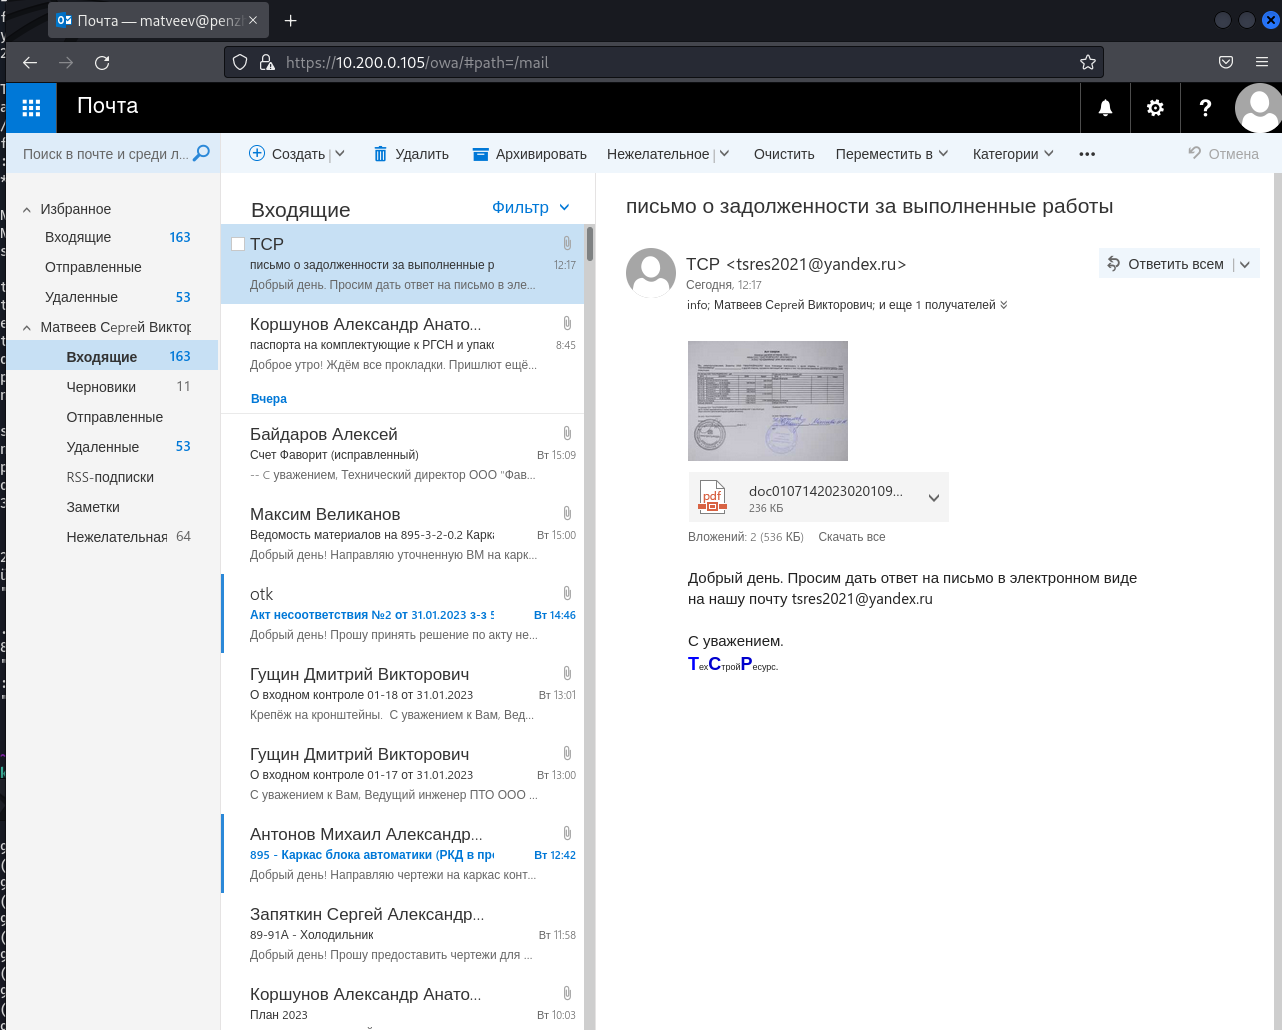 Почта — matveev@penz
https://10.200.0.105/owa/#path=/mail
Почта
?
Поиск в почте и среди л...
Создать
Удалить
Архивировать
Нежелательное
Очистить
Переместить в
Категории
Отмена
Избранное
Входящие 163
Отправленные
Удаленные 53
Матвеев Сергей Виктор
Входящие 163
Черновики 11
Отправленные
Удаленные 53
RSS-подписки
Заметки
Нежелательная 64
Входящие
Фильтр
ТСР
письмо о задолженности за выполненные р 12:17
Добрый день. Просим дать ответ на письмо в эле...
Коршунов Александр Анато...
паспорта на комплектующие к РГСН и упако 8:45
Доброе утро! Ждём все прокладки. Пришлют ещё...
Вчера
Байдаров Алексей
Счет Фаворит (исправленный) Вт 15:09
-- С уважением, Технический директор ООО "Фав...
Максим Великанов
Ведомость материалов на 895-3-2-0.2 Карка Вт 15:00
Добрый день! Направляю уточненную ВМ на карк...
otk
Акт несоответствия №2 от 31.01.2023 з-з 5 Вт 14:46
Добрый день! Прошу принять решение по акту не...
Гущин Дмитрий Викторович
О входном контроле 01-18 от 31.01.2023 Вт 13:01
Крепёж на кронштейны. С уважением к Вам, Вед...
Гущин Дмитрий Викторович
О входном контроле 01-17 от 31.01.2023 Вт 13:00
С уважением к Вам, Ведущий инженер ПТО ООО ...
Антонов Михаил Александр...
895 - Каркас блока автоматики (РКД в про Вт 12:42
Добрый день! Направляю чертежи на каркас конт...
Запяткин Сергей Александр...
89-91А - Холодильник Вт 11:58
Добрый день! Прошу предоставить чертежи для ...
Коршунов Александр Анато...
План 2023 Вт 10:03
письмо о задолженности за выполненные работы
ТСР <tsres2021@yandex.ru>
Сегодня, 12:17
Ответить всем
info; Матвеев Сергей Викторович; и еще 1 получателей
pdf
doc0107142023020109...
236 КБ
Вложений: 2 (536 КБ) Скачать все
Добрый день. Просим дать ответ на письмо в электронном виде
на нашу почту tsres2021@yandex.ru
С уважением.
ТехСтройРесурс.